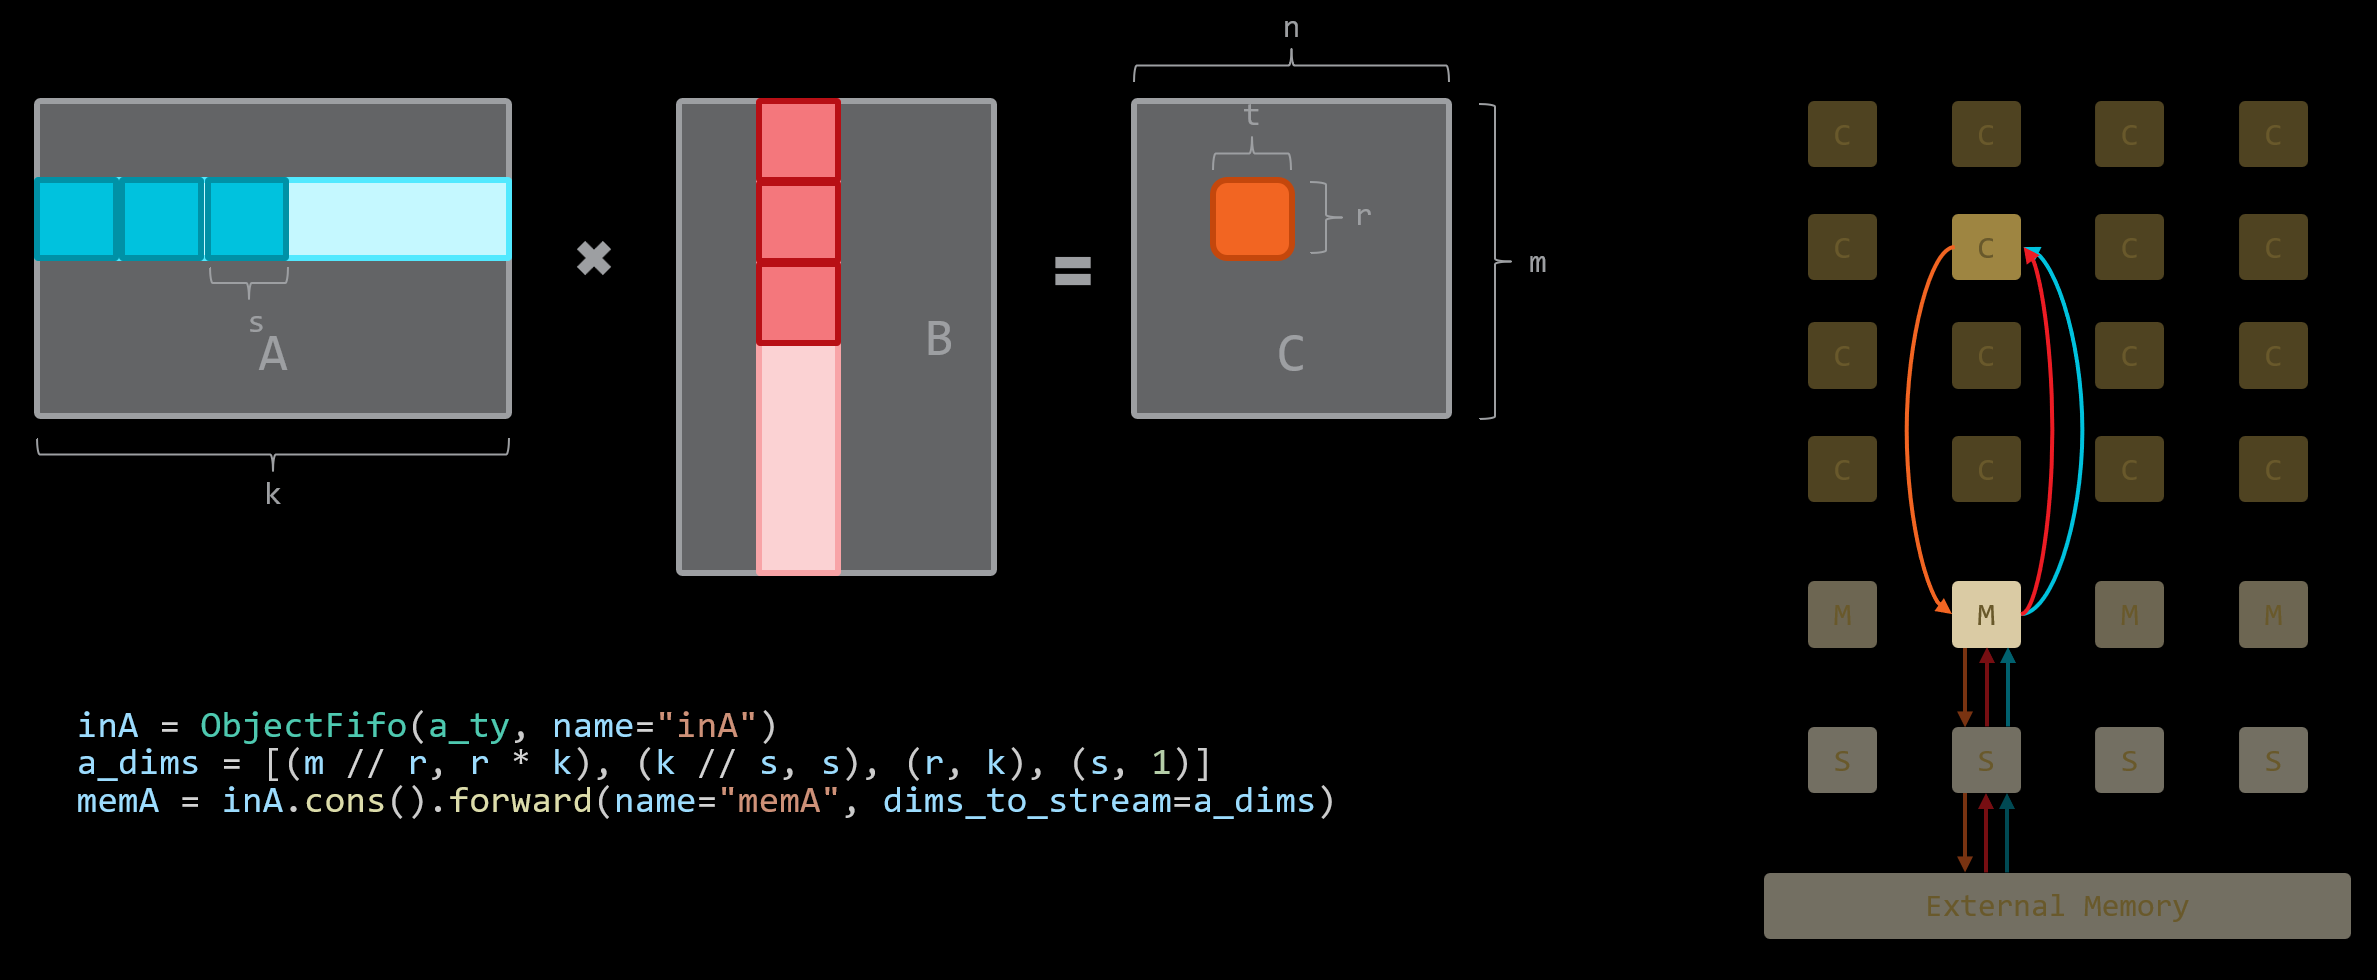 n
t
r
m
s
A
✖
B
=
C
k
inA = ObjectFifo(a_ty, name="inA")
a_dims = [(m // r, r * k), (k // s, s), (r, k), (s, 1)]
memA = inA.cons().forward(name="memA", dims_to_stream=a_dims)
C C C C
C C C C
C C C C
C C C C
M M M M
S S S S
External Memory